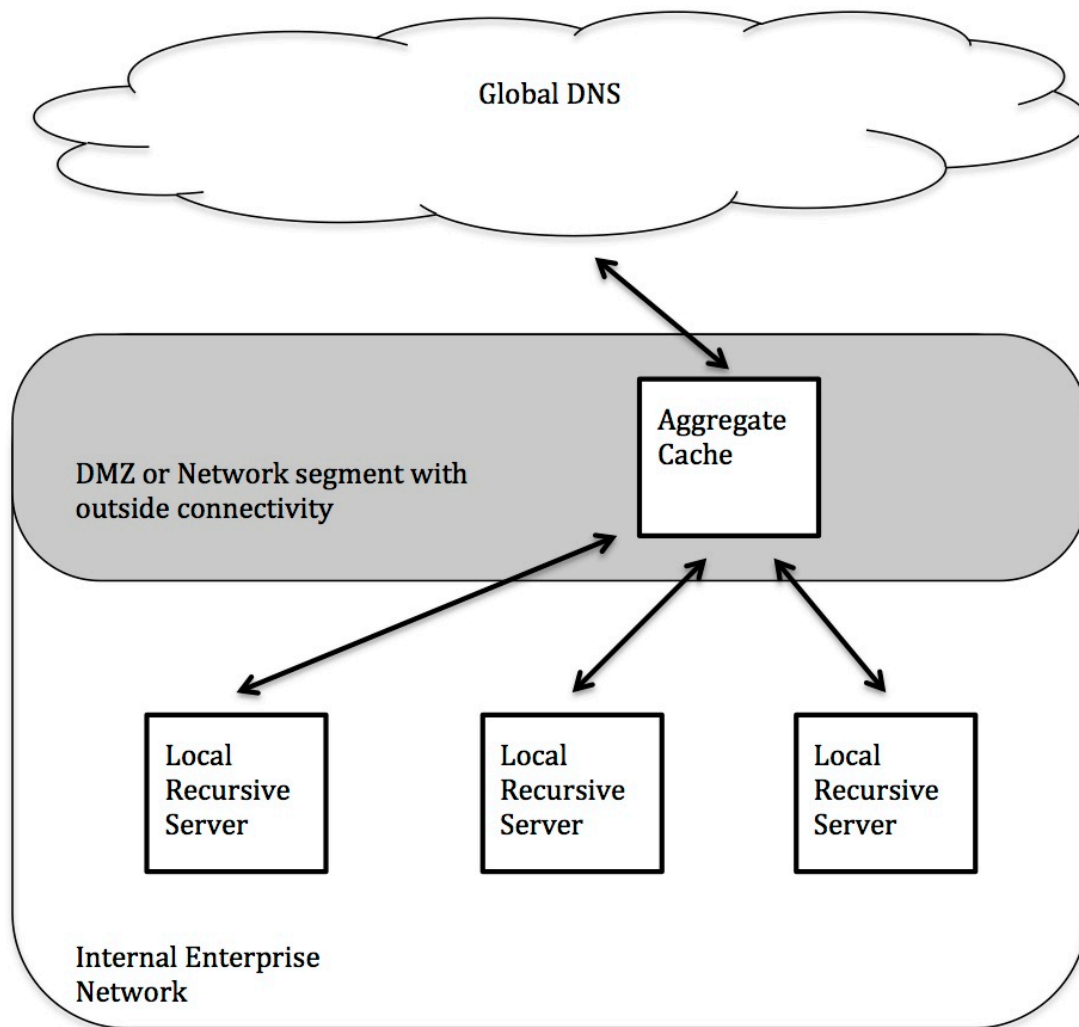 Global DNS
Aggregate
Cache
DMZ or Network segment with
outside connectivity
Local
Recursive
Server
Local
Recursive
Server
Local
Recursive
Server
Internal Enterprise
Network